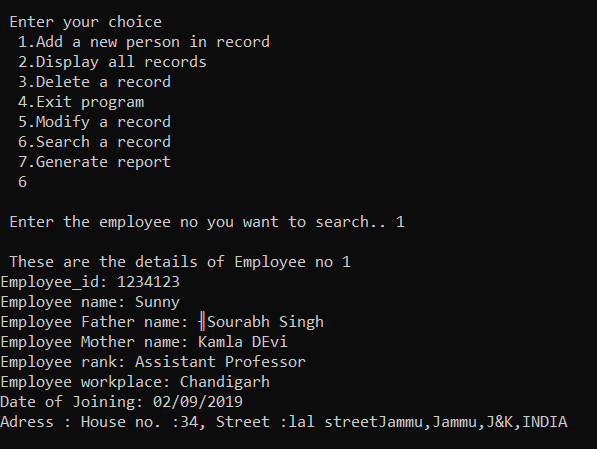 Enter your choice
1.Add a new person in record
2.Display all records
3.Delete a record
4.Exit program
5.Modify a record
6.Search a record
7.Generate report
6
Enter the employee no you want to search.. 1
These are the details of Employee no 1
Employee_id: 1234123
Employee name: Sunny
Employee Father name: ╢Sourabh Singh
Employee Mother name: Kamla DEvi
Employee rank: Assistant Professor
Employee workplace: Chandigarh
Date of Joining: 02/09/2019
Adress : House no. :34, Street :lal streetJammu,Jammu,J&K,INDIA